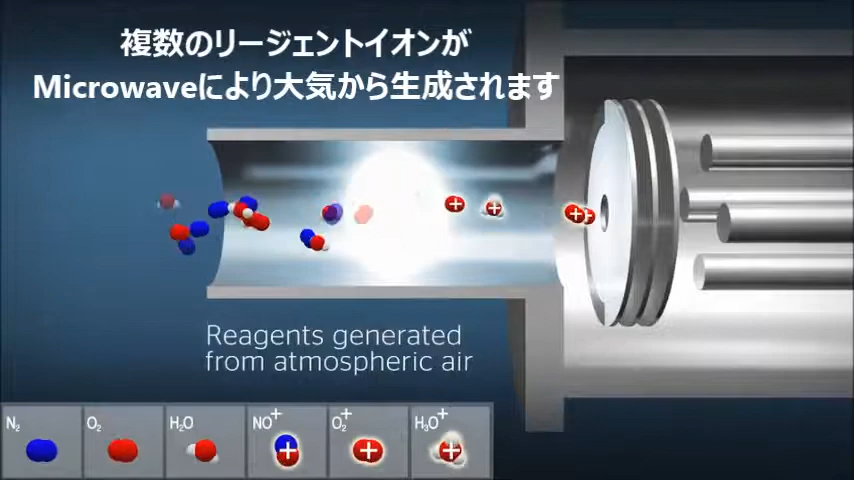 複数のリージェントイオンが
Microwaveにより大気から生成されます
Reagents generated
from atmospheric air
N₂ O₂ H₂O NO⁺ O₂⁺ H₃O⁺